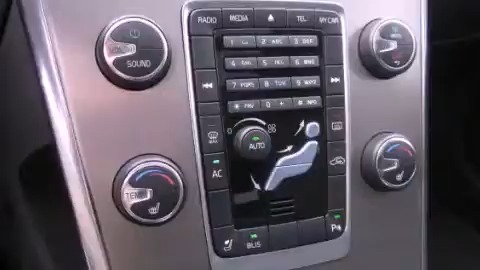 RADIO MEDIA TEL MY CAR
SOUND
1 2 ABC 3 DEF
4 GHI 5 JKL 6 MNO
7 PQRS 8 TUV 9 WXYZ
0 +
AUTO
AC
TEMP
BLIS